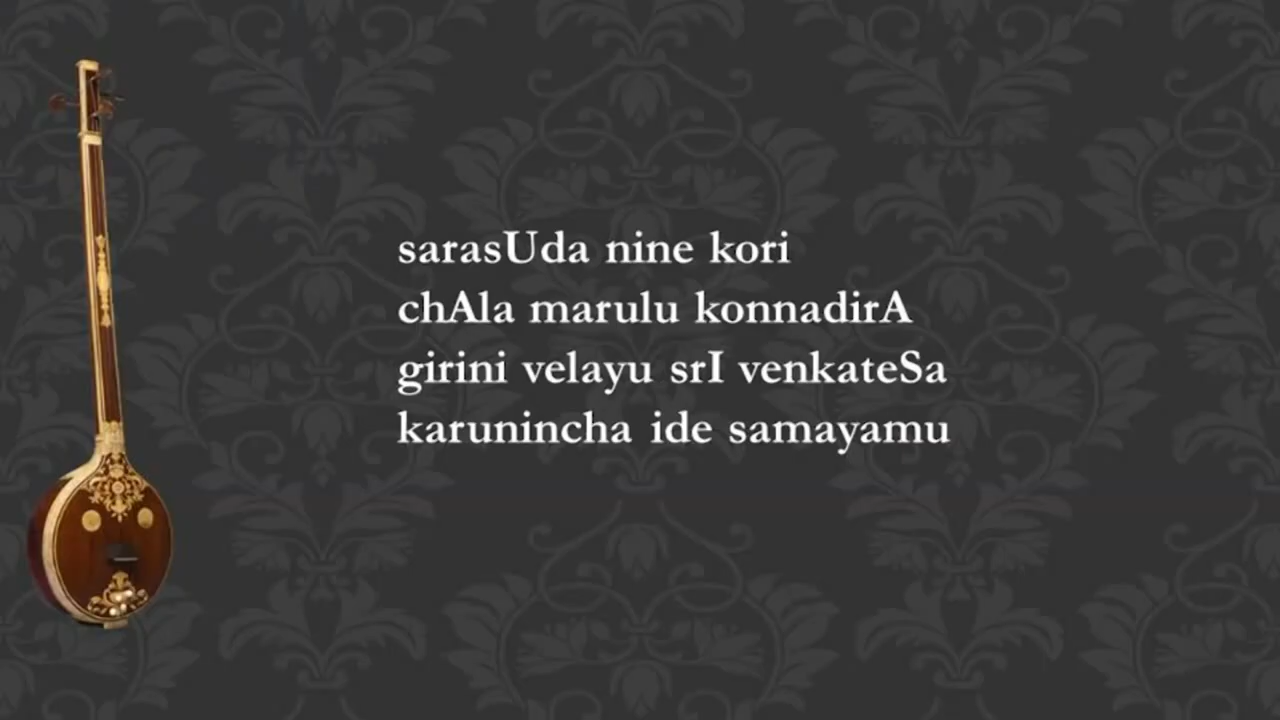 sarasUda nine kori
chAla marulu konnadirA
girini velayu srI venkateSa
karunincha ide samayamu